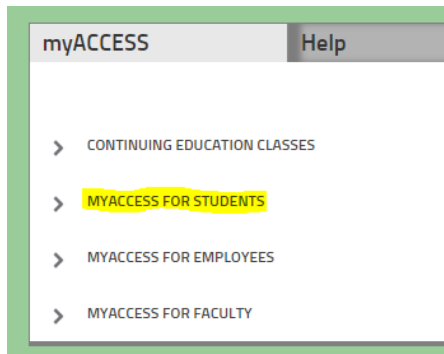 myACCESS Help
CONTINUING EDUCATION CLASSES
MYACCESS FOR STUDENTS
MYACCESS FOR EMPLOYEES
MYACCESS FOR FACULTY